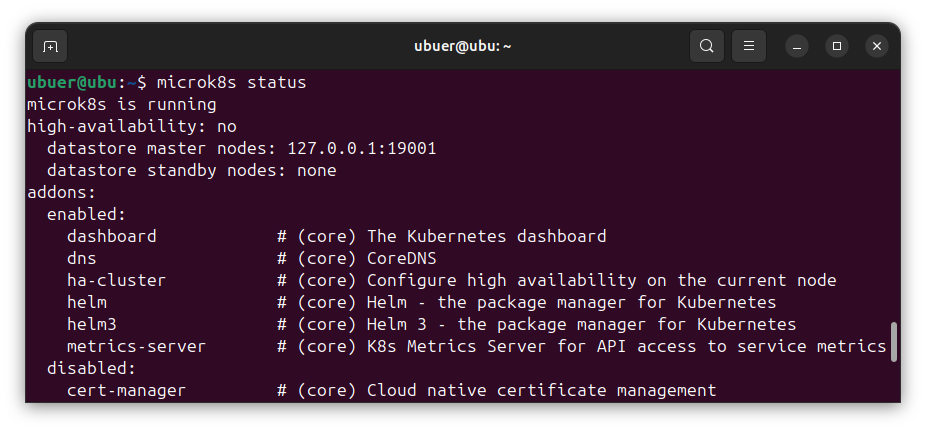 ubuer@ubu: ~
ubuer@ubu:~$ microk8s status
microk8s is running
high-availability: no
  datastore master nodes: 127.0.0.1:19001
  datastore standby nodes: none
addons:
  enabled:
    dashboard            # (core) The Kubernetes dashboard
    dns                  # (core) CoreDNS
    ha-cluster           # (core) Configure high availability on the current node
    helm                 # (core) Helm - the package manager for Kubernetes
    helm3                # (core) Helm 3 - the package manager for Kubernetes
    metrics-server       # (core) K8s Metrics Server for API access to service metrics
  disabled:
    cert-manager         # (core) Cloud native certificate management